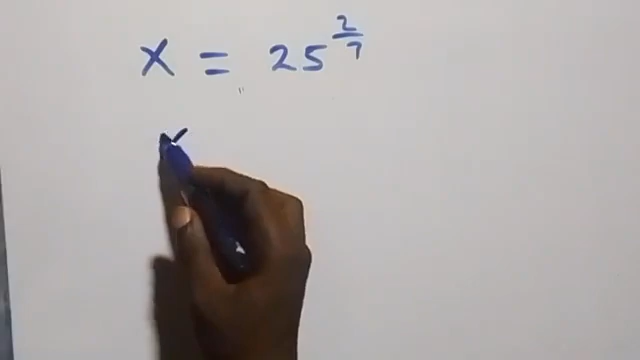 x = 25^(2/7)